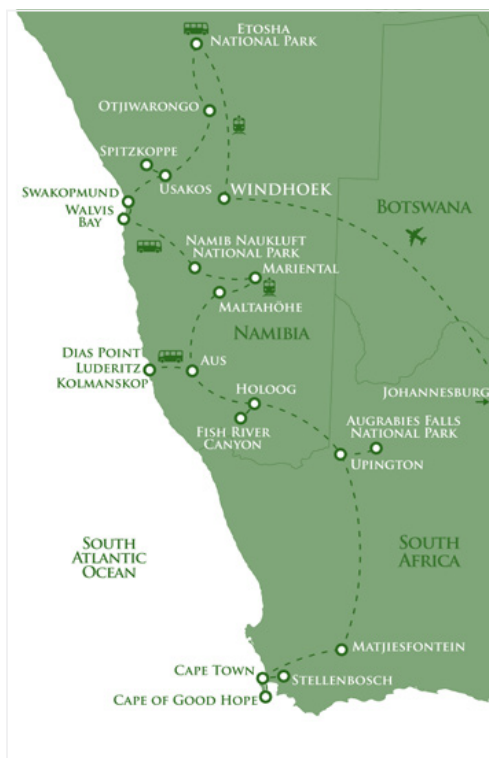 Etosha
National Park
Otjiwarongo
Spitzkoppe
Usakos
Windhoek
Swakopmund
Walvis
Bay
Botswana
Namib Naukluft
National Park
Mariental
Maltahöhe
Namibia
Dias Point
Luderitz
Kolmanskop
Aus
Holoog
Johannesburg
Fish River
Canyon
Augrabies Falls
National Park
Upington
South
Atlantic
Ocean
South
Africa
Matjiesfontein
Cape Town
Stellenbosch
Cape of Good Hope